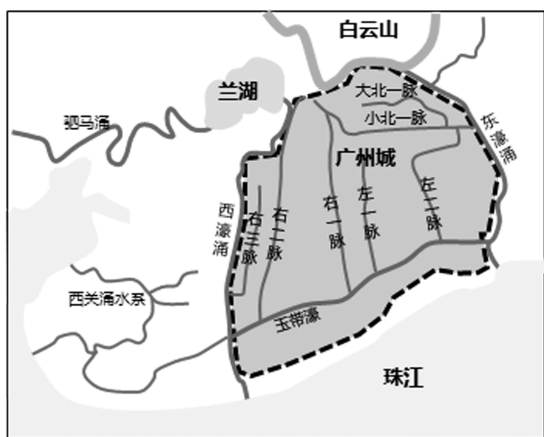 白云山
兰湖
大北一脉
驷马涌
小北一脉
东濠涌
广州城
西濠涌
右三脉
右二脉
右一脉
左一脉
左二脉
西关涌水系
玉带濠
珠江